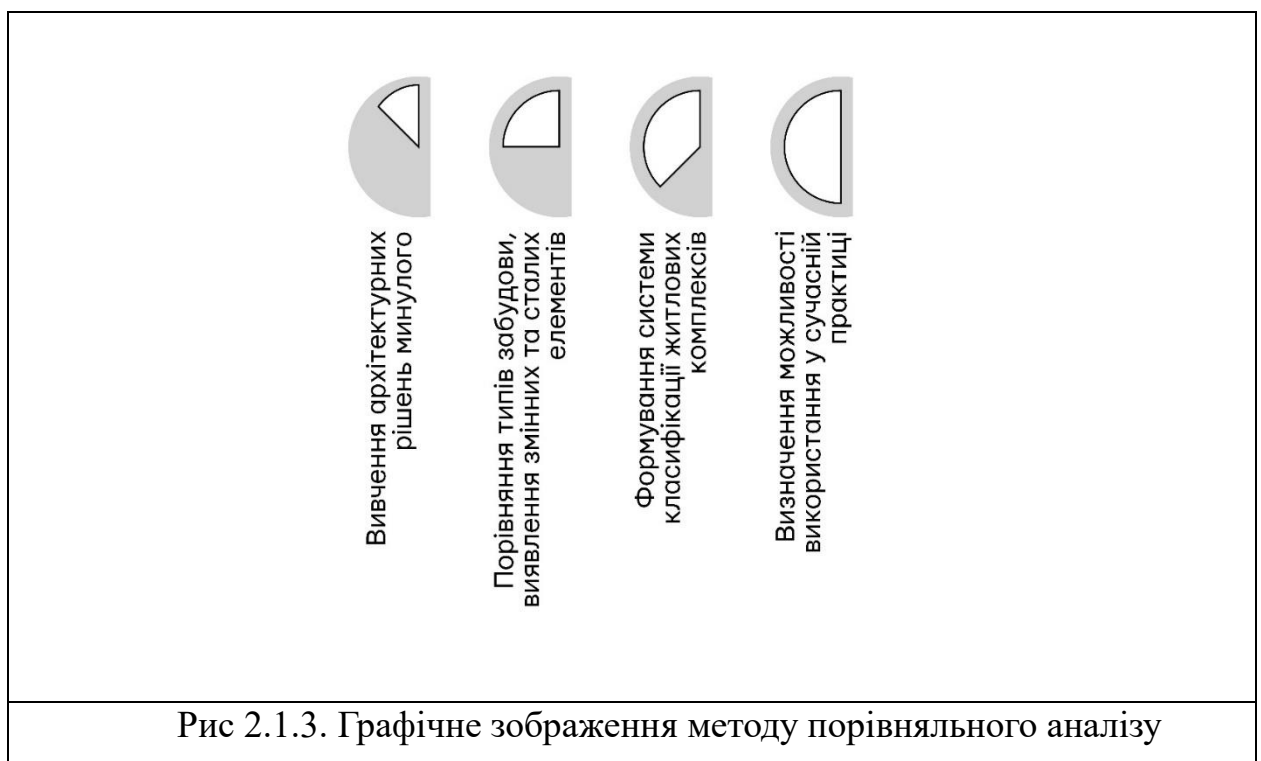 Вивчення архітектурних
рішень минулого
Порівняння типів забудови,
виявлення змінних та сталих
елементів
Формування системи
класифікації житлових
комплексів
Визначення можливості
використання у сучасній
практиці
Рис 2.1.3. Графічне зображення методу порівняльного аналізу